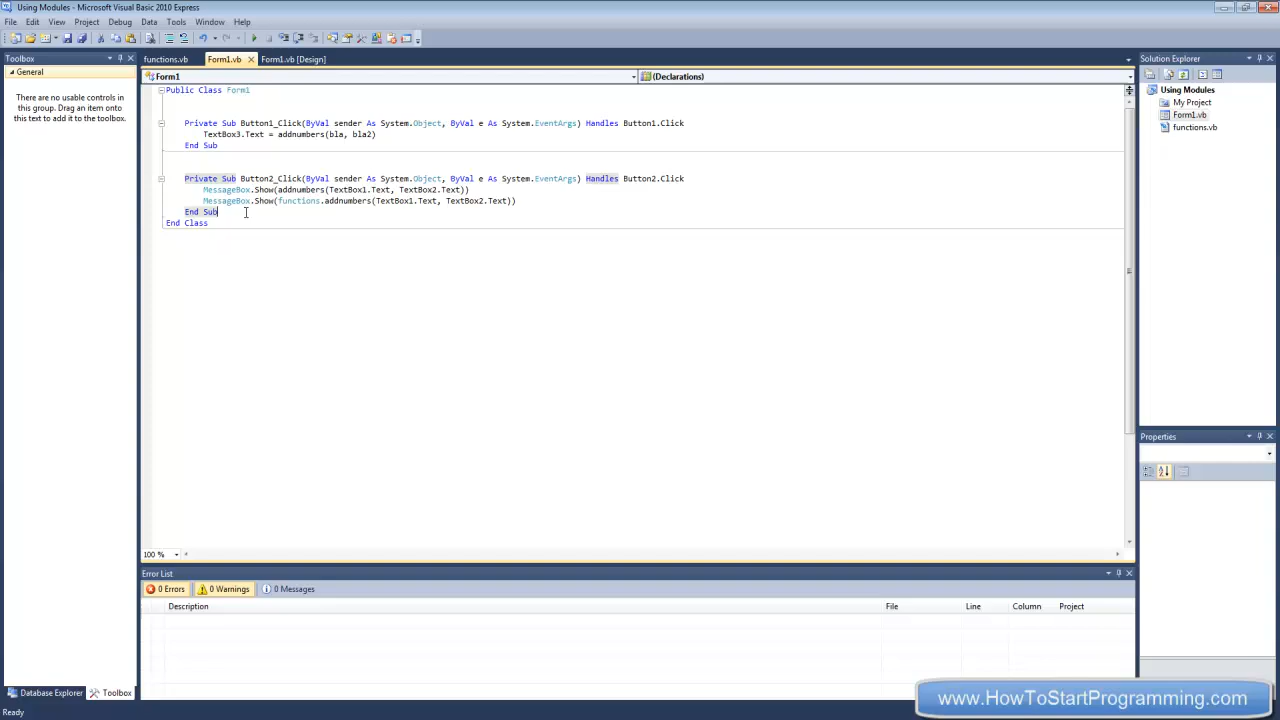 Using Modules - Microsoft Visual Basic 2010 Express
File Edit View Project Debug Data Tools Window Help
Toolbox
General
There are no usable controls in
this group. Drag an item onto
this text to add it to the toolbox.
functions.vb Form1.vb Form1.vb [Design]
Form1 (Declarations)
Public Class Form1
Private Sub Button1_Click(ByVal sender As System.Object, ByVal e As System.EventArgs) Handles Button1.Click
TextBox3.Text = addnumbers(bla, bla2)
End Sub
Private Sub Button2_Click(ByVal sender As System.Object, ByVal e As System.EventArgs) Handles Button2.Click
MessageBox.Show(addnumbers(TextBox1.Text, TextBox2.Text))
MessageBox.Show(functions.addnumbers(TextBox1.Text, TextBox2.Text))
End Sub
End Class
100 %
Error List
0 Errors 0 Warnings 0 Messages
Description File Line Column Project
Solution Explorer
Using Modules
My Project
Form1.vb
functions.vb
Properties
Database Explorer Toolbox
Ready
www.HowToStartProgramming.com